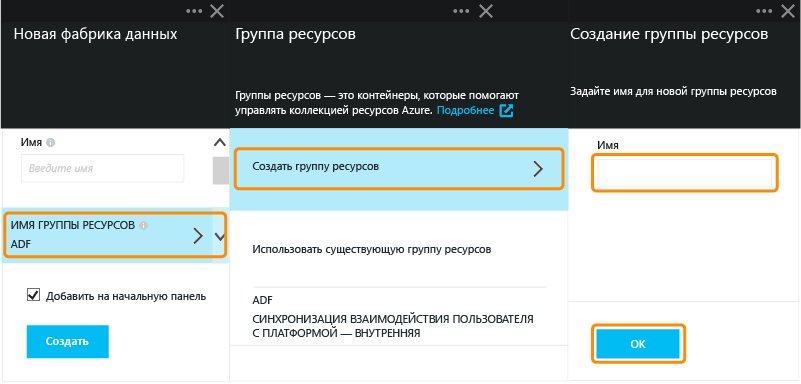 Новая фабрика данных
Имя
Введите имя
ИМЯ ГРУППЫ РЕСУРСОВ
ADF
Добавить на начальную панель
Создать
Группа ресурсов
Группы ресурсов — это контейнеры, которые помогают
управлять коллекцией ресурсов Azure. Подробнее
Создать группу ресурсов
Использовать существующую группу ресурсов
ADF
СИНХРОНИЗАЦИЯ ВЗАИМОДЕЙСТВИЯ ПОЛЬЗОВАТЕЛЯ
С ПЛАТФОРМОЙ — ВНУТРЕННЯЯ
Создание группы ресурсов
Задайте имя для новой группы ресурсов
Имя
ОК